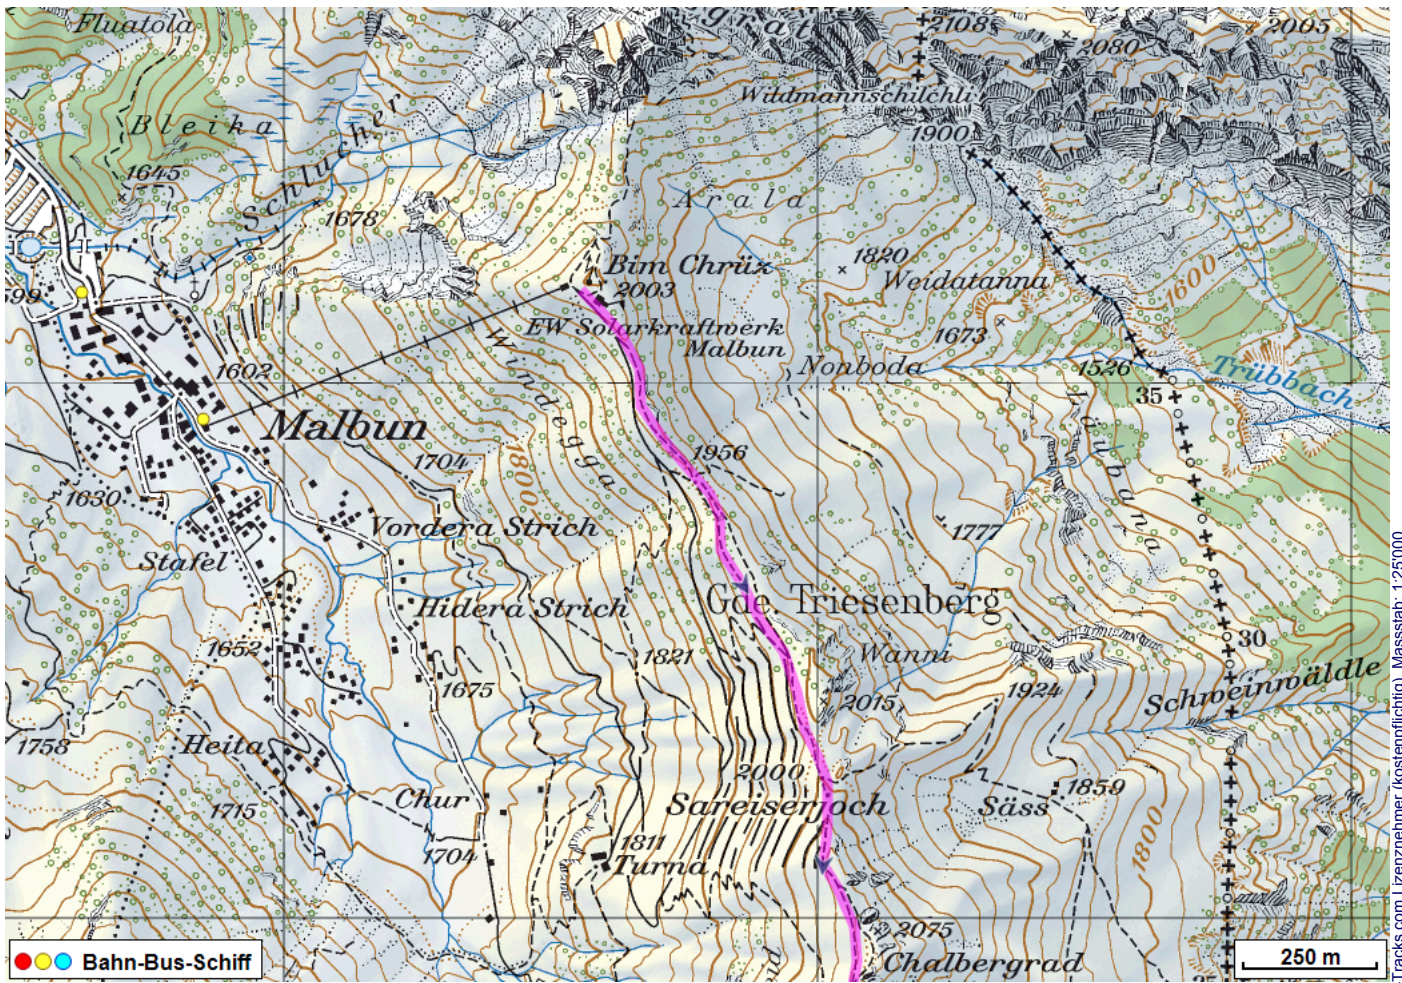 Fluatola
2108
2005
2080
Wildmannschilchli
1900
Bleika
Schlucher
1645
1678
Arala
1820
Weidatanna
1600
Bim Chrüz
2003
EW Solarkraftwerk
Malbun
1673
Nonboda
1526
Trübbach
35
1602
Malbun
Windegga
1956
1704
1800
Laubana
1630
Vordera Strich
1777
Stafel
Hidera Strich
Gde. Triesenberg
1652
1821
Wanni
30
1675
1924
Schweinwäldle
2015
1758
Heita
2000
Sareiserjoch
Säss
1859
Chur
1715
1811
Turna
1704
1800
2075
Chalbergrad
Bahn-Bus-Schiff
250 m